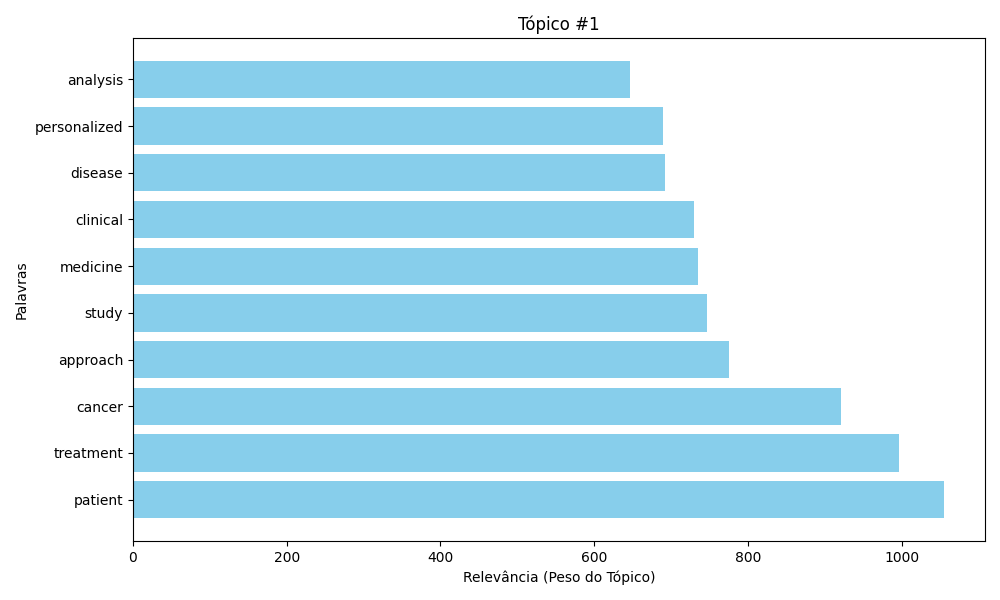 Tópico #1
analysis
personalized
disease
clinical
medicine
study
approach
cancer
treatment
patient
Palavras
0 200 400 600 800 1000
Relevância (Peso do Tópico)